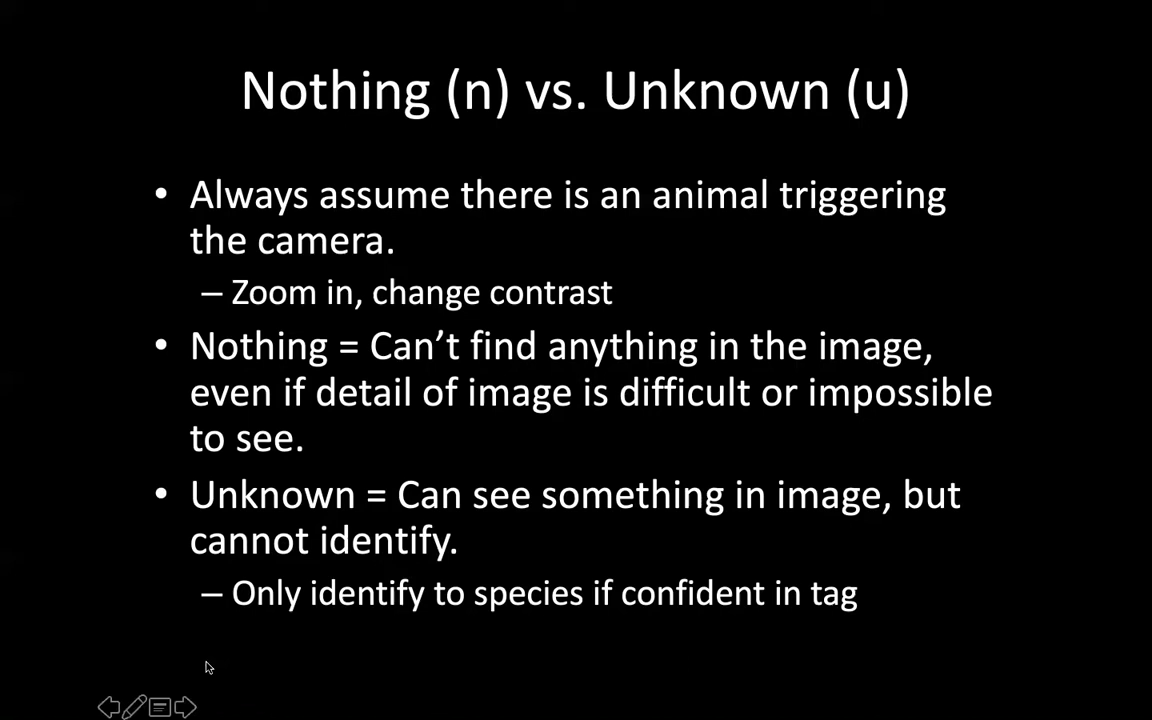 Nothing (n) vs. Unknown (u)
• Always assume there is an animal triggering
the camera.
– Zoom in, change contrast
• Nothing = Can’t find anything in the image,
even if detail of image is difficult or impossible
to see.
• Unknown = Can see something in image, but
cannot identify.
– Only identify to species if confident in tag